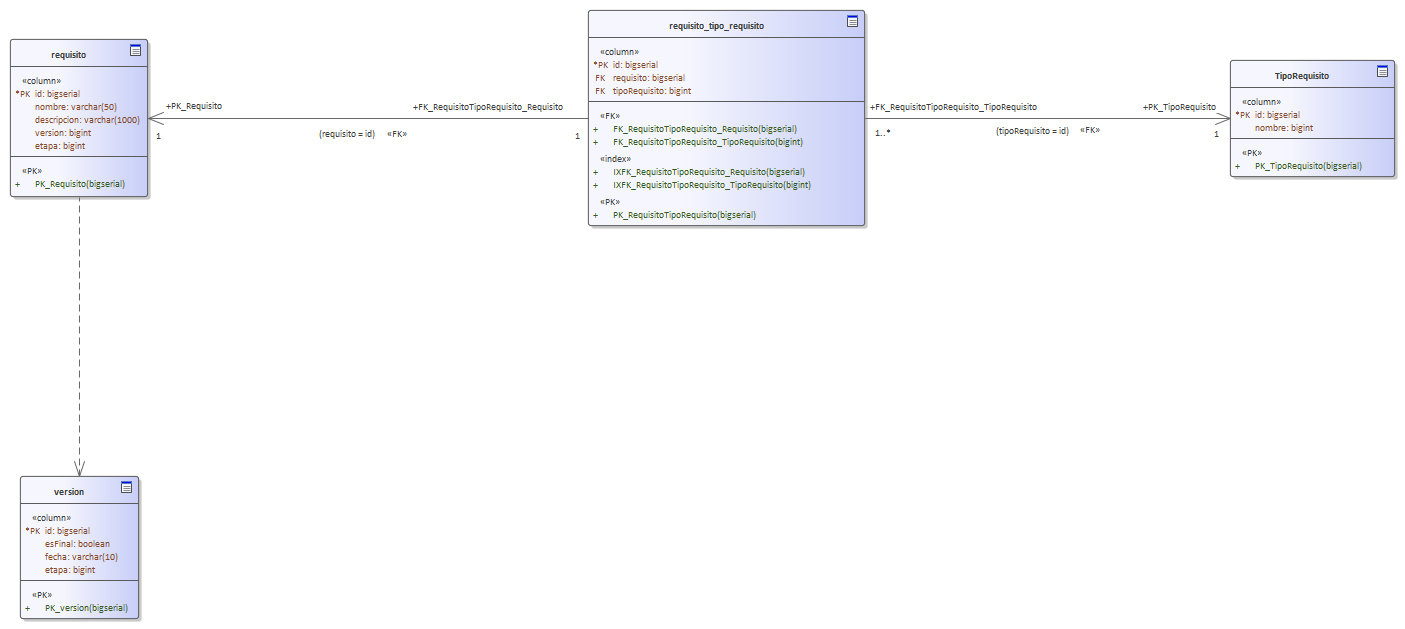 requisito
«column»
*PK id: bigserial
nombre: varchar(50)
descripcion: varchar(1000)
version: bigint
etapa: bigint
«PK»
+ PK_Requisito(bigserial)
+PK_Requisito
1
(requisito = id) «FK»
+FK_RequisitoTipoRequisito_Requisito
1
requisito_tipo_requisito
«column»
*PK id: bigserial
FK requisito: bigserial
FK tipoRequisito: bigint
«FK»
+ FK_RequisitoTipoRequisito_Requisito(bigserial)
+ FK_RequisitoTipoRequisito_TipoRequisito(bigint)
«index»
+ IXFK_RequisitoTipoRequisito_Requisito(bigserial)
+ IXFK_RequisitoTipoRequisito_TipoRequisito(bigint)
«PK»
+ PK_RequisitoTipoRequisito(bigserial)
+FK_RequisitoTipoRequisito_TipoRequisito
1..*
(tipoRequisito = id) «FK»
+PK_TipoRequisito
1
TipoRequisito
«column»
*PK id: bigserial
nombre: bigint
«PK»
+ PK_TipoRequisito(bigserial)
version
«column»
*PK id: bigserial
esFinal: boolean
fecha: varchar(10)
etapa: bigint
«PK»
+ PK_version(bigserial)